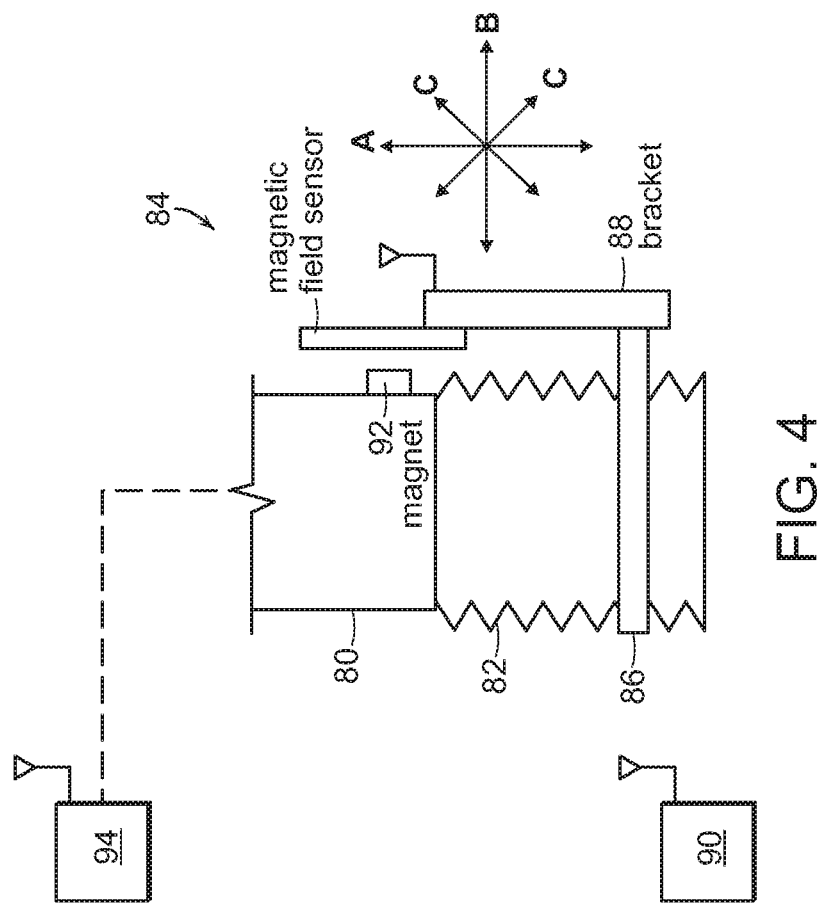 84
magnetic
field sensor
A
B
C
C
88
bracket
92
magnet
80
82
86
94
90
FIG. 4